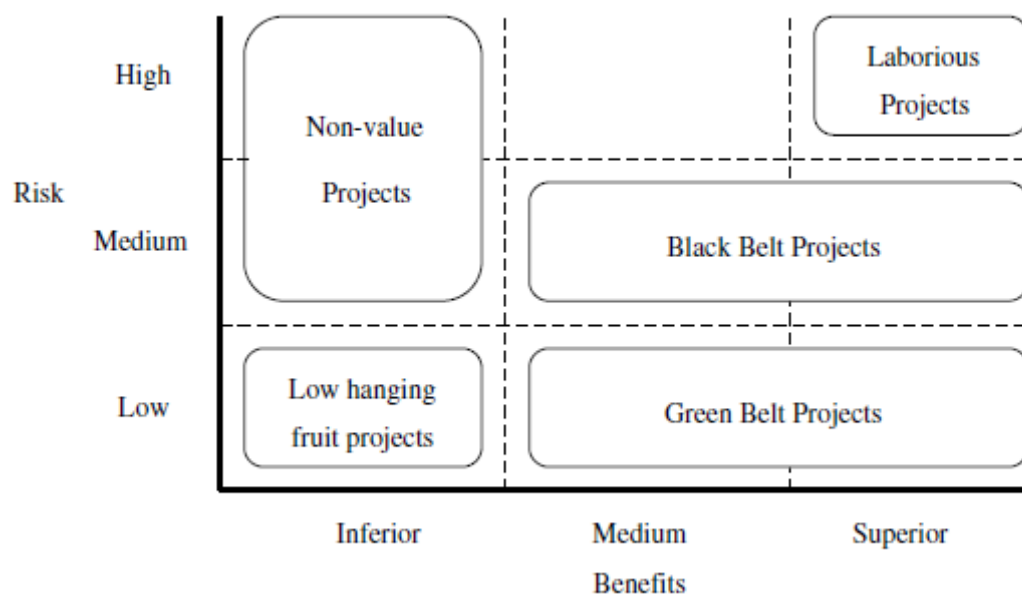 High
Laborious
Projects
Non-value
Projects
Risk
Medium
Black Belt Projects
Low
Low hanging
fruit projects
Green Belt Projects
Inferior
Medium
Superior
Benefits